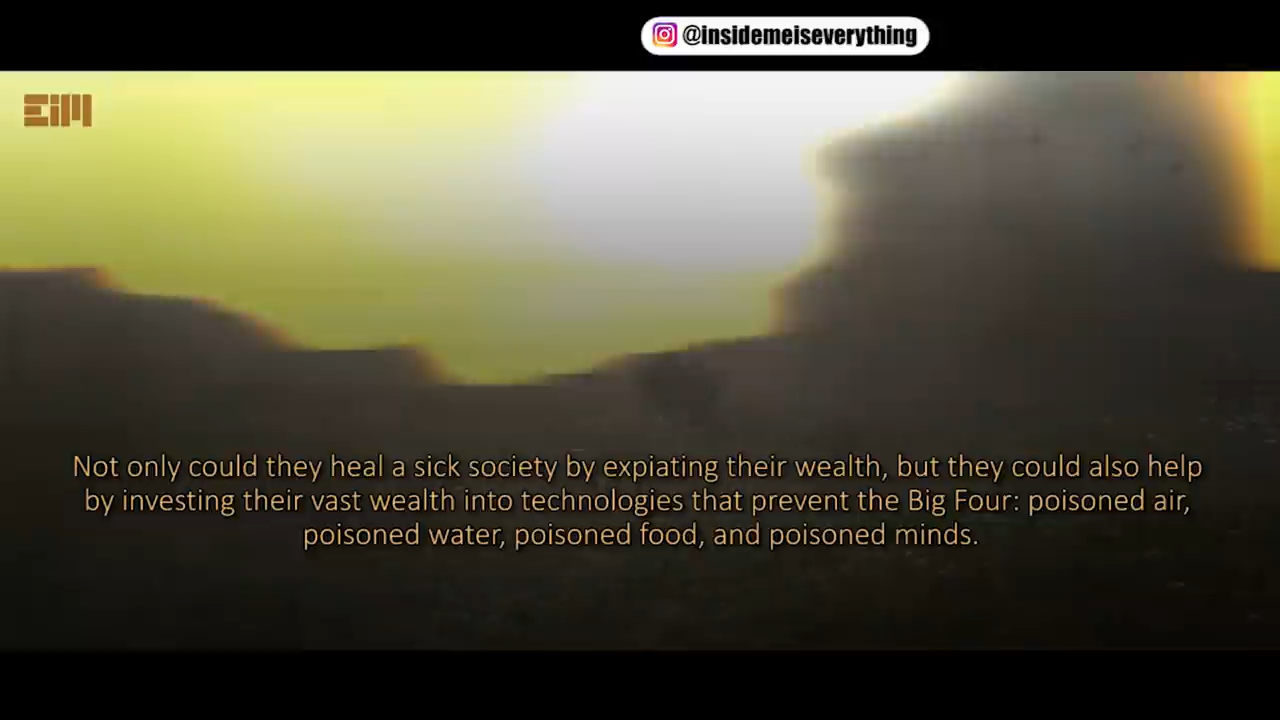 @insidemeiseverything
EiM
Not only could they heal a sick society by expiating their wealth, but they could also help
by investing their vast wealth into technologies that prevent the Big Four: poisoned air,
poisoned water, poisoned food, and poisoned minds.